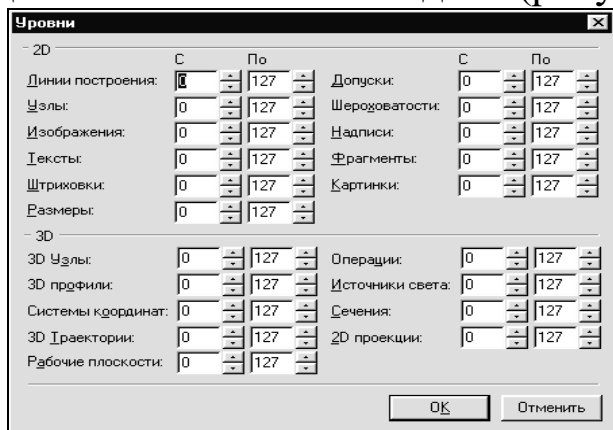 Уровни
2D
С По С По
Линии построения: 0 127 Допуски: 0 127
Узлы: 0 127 Шероховатости: 0 127
Изображения: 0 127 Надписи: 0 127
Тексты: 0 127 Фрагменты: 0 127
Штриховки: 0 127 Картинки: 0 127
Размеры: 0 127
3D
3D Узлы: 0 127 Операции: 0 127
3D профили: 0 127 Источники света: 0 127
Системы координат: 0 127 Сечения: 0 127
3D Траектории: 0 127 2D проекции: 0 127
Рабочие плоскости: 0 127
OK Отменить